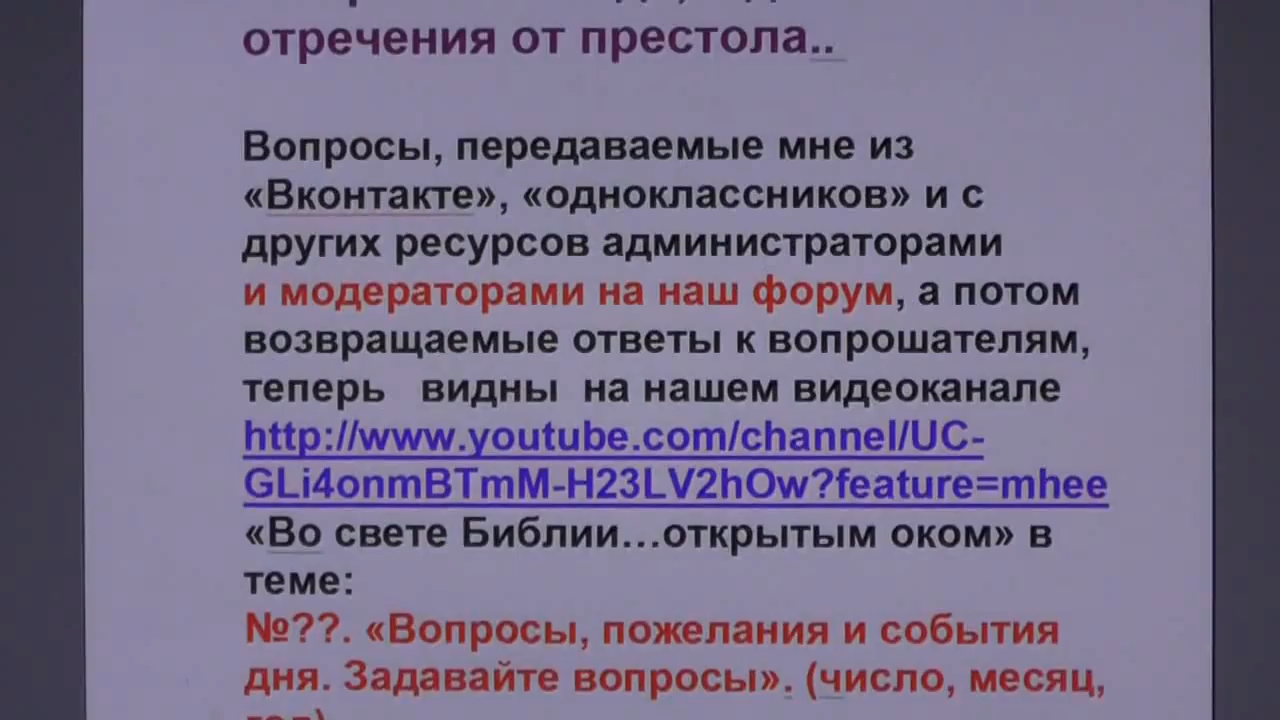 отречения от престола..
Вопросы, передаваемые мне из
«Вконтакте», «одноклассников» и с
других ресурсов администраторами
и модераторами на наш форум, а потом
возвращаемые ответы к вопрошателям,
теперь видны на нашем видеоканале
http://www.youtube.com/channel/UC-
GLi4onmBTmM-H23LV2hOw?feature=mhee
«Во свете Библии...открытым оком» в
теме:
№??. «Вопросы, пожелания и события
дня. Задавайте вопросы». (число, месяц,
год)